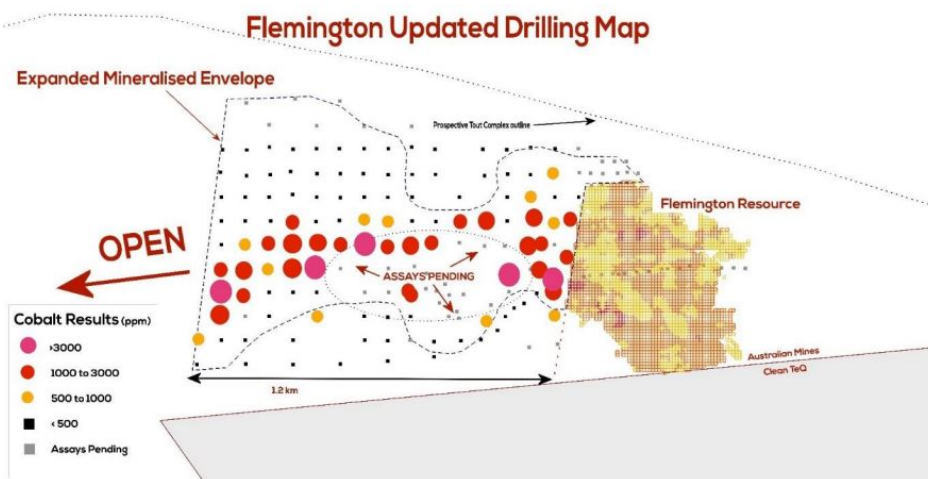 Flemington Updated Drilling Map
Expanded Mineralised Envelope
Prospective Tout Complex outline
Flemington Resource
OPEN
ASSAYS PENDING
Cobalt Results (ppm)
>3000
1000 to 3000
500 to 1000
< 500
Assays Pending
1.2 km
Australian Mines
Clean TeQ